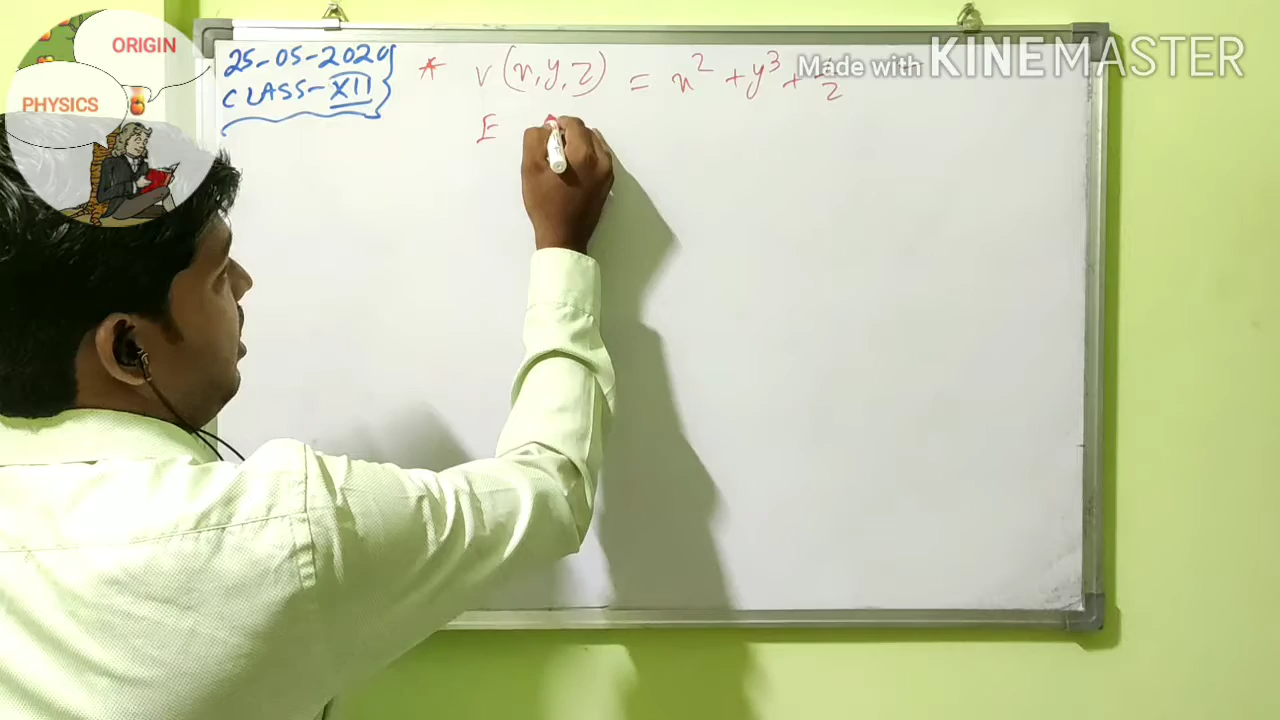 ORIGIN
PHYSICS
Made with KINEMASTER
25-05-2020
CLASS-XII
* V(x,y,z) = x² + y³ +
E